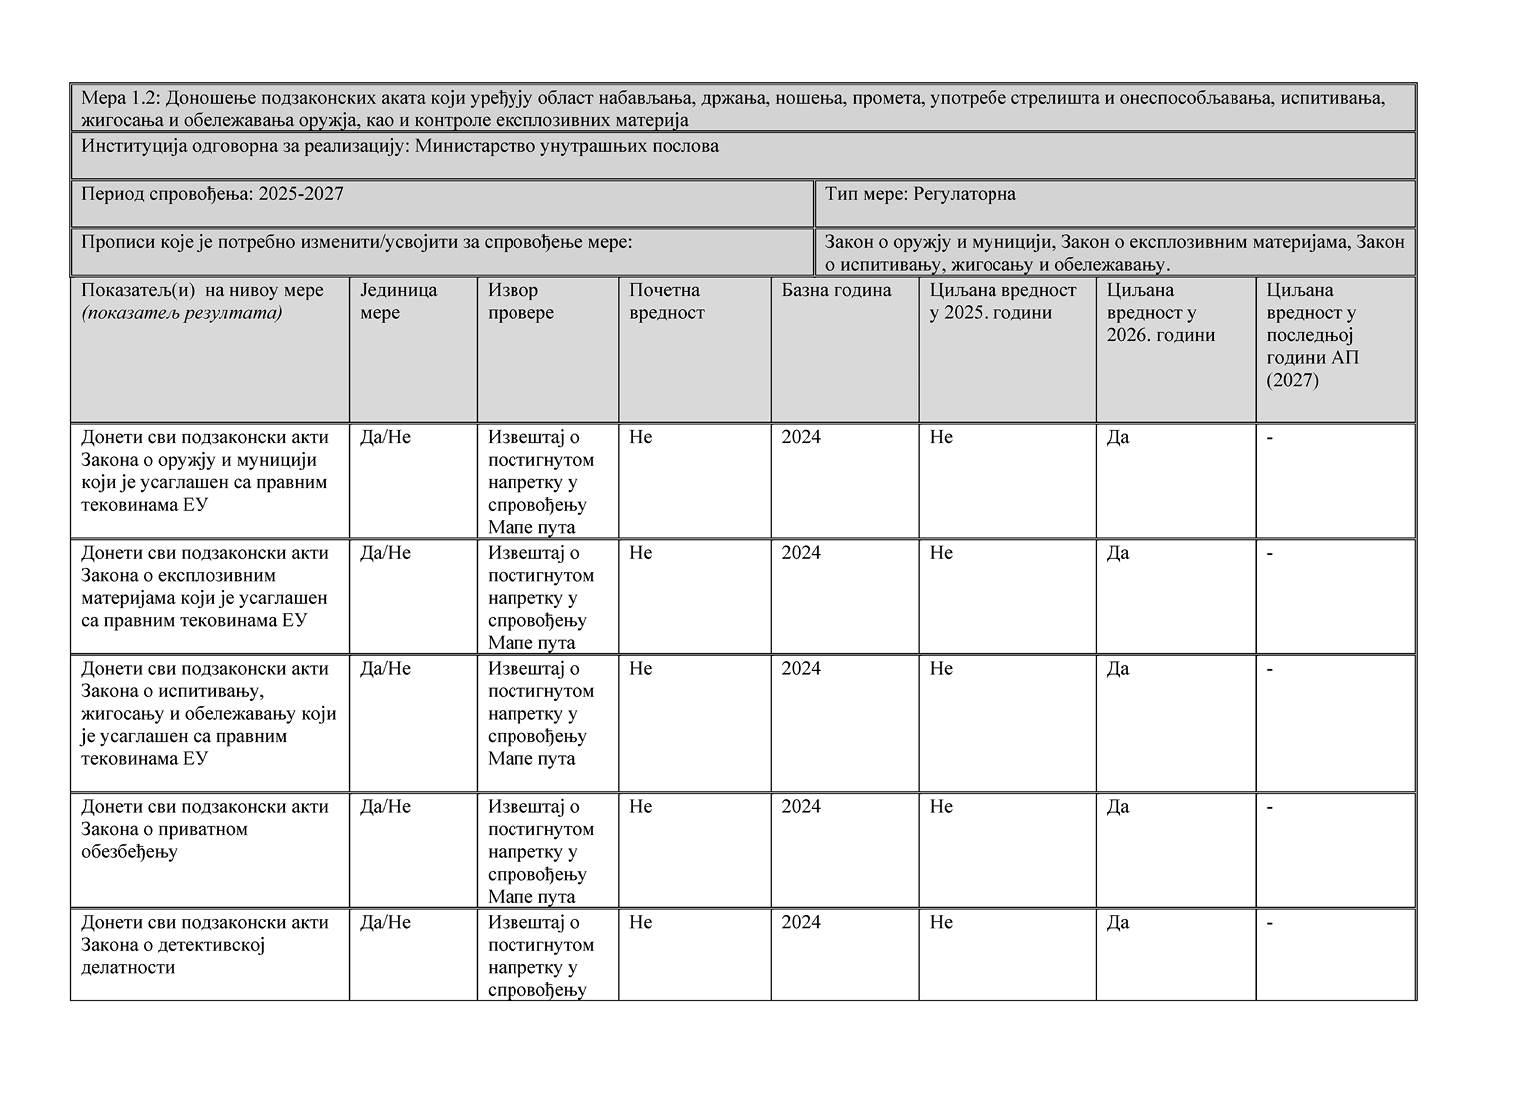 Мера 1.2: Доношење подзаконских аката који уређују област набављања, држања, ношења, промета, употребе стрелишта и онеспособљавања, испитивања,
жигосања и обележавања оружја, као и контроле експлозивних материја
Институција одговорна за реализацију: Министарство унутрашњих послова
Период спровођења: 2025-2027
Тип мере: Регулаторна
Прописи које је потребно изменити/усвојити за спровођење мере:
Закон о оружју и муницији, Закон о експлозивним материјама, Закон
о испитивању, жигосању и обележавању.
Показатељ(и) на нивоу мере
(показатељ резултата)
Јединица
мере
Извор
провере
Почетна
вредност
Базна година
Циљана вредност
у 2025. години
Циљана
вредност у
2026. години
Циљана
вредност у
последњој
години АП
(2027)
Донети сви подзаконски акти
Закона о оружју и муницији
који је усаглашен са правним
тековинама ЕУ
Да/Не
Извештај о
постигнутом
напретку у
спровођењу
Мапе пута
Не
2024
Не
Да
-
Донети сви подзаконски акти
Закона о експлозивним
материјама који је усаглашен
са правним тековинама ЕУ
Да/Не
Извештај о
постигнутом
напретку у
спровођењу
Мапе пута
Не
2024
Не
Да
-
Донети сви подзаконски акти
Закона о испитивању,
жигосању и обележавању који
је усаглашен са правним
тековинама ЕУ
Да/Не
Извештај о
постигнутом
напретку у
спровођењу
Мапе пута
Не
2024
Не
Да
-
Донети сви подзаконски акти
Закона о приватном
обезбеђењу
Да/Не
Извештај о
постигнутом
напретку у
спровођењу
Мапе пута
Не
2024
Не
Да
-
Донети сви подзаконски акти
Закона о детективској
делатности
Да/Не
Извештај о
постигнутом
напретку у
спровођењу
Не
2024
Не
Да
-